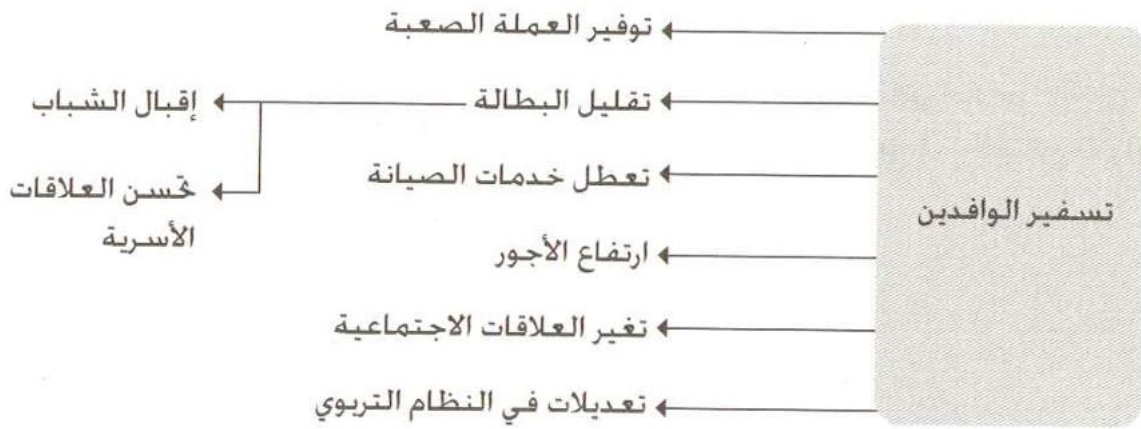 تسفير الوافدين
توفير العملة الصعبة
تقليل البطالة
إقبال الشباب
تحسن العلاقات
الأسرية
تعطل خدمات الصيانة
ارتفاع الأجور
تغير العلاقات الاجتماعية
تعديلات في النظام التربوي